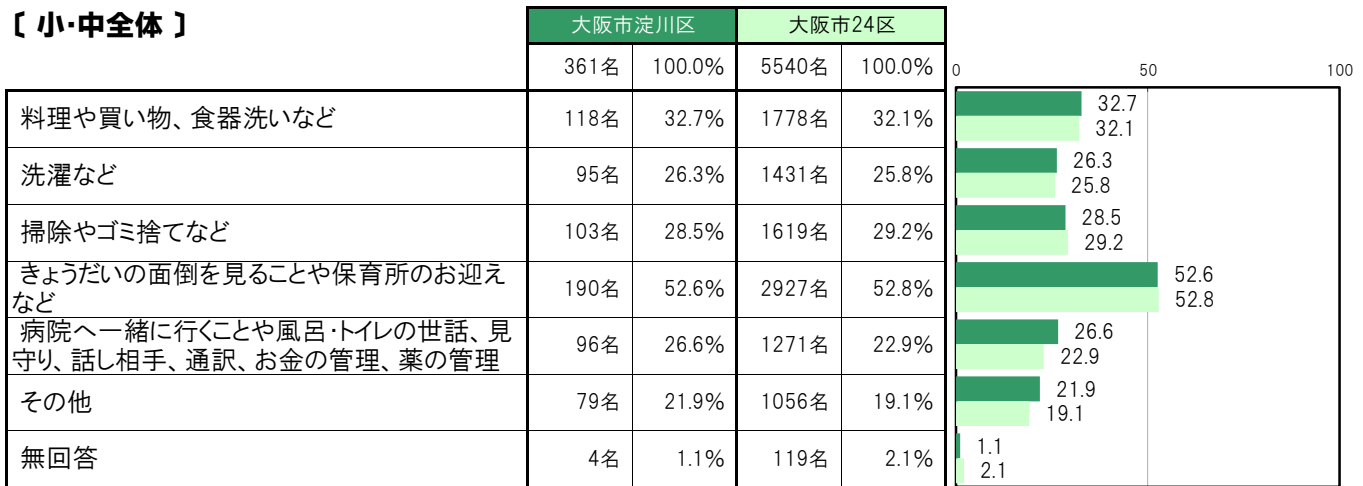 〔 小・中全体 〕
大阪市淀川区 大阪市24区
361名 100.0% 5540名 100.0%
0 50 100
料理や買い物、食器洗いなど 118名 32.7% 1778名 32.1%
32.7
32.1
洗濯など 95名 26.3% 1431名 25.8%
26.3
25.8
掃除やゴミ捨てなど 103名 28.5% 1619名 29.2%
28.5
29.2
きょうだいの面倒を見ることや保育所のお迎え
など
190名 52.6% 2927名 52.8%
52.6
52.8
病院へ一緒に行くことや風呂・トイレの世話、見
守り、話し相手、通訳、お金の管理、薬の管理
96名 26.6% 1271名 22.9%
26.6
22.9
その他 79名 21.9% 1056名 19.1%
21.9
19.1
無回答 4名 1.1% 119名 2.1%
1.1
2.1